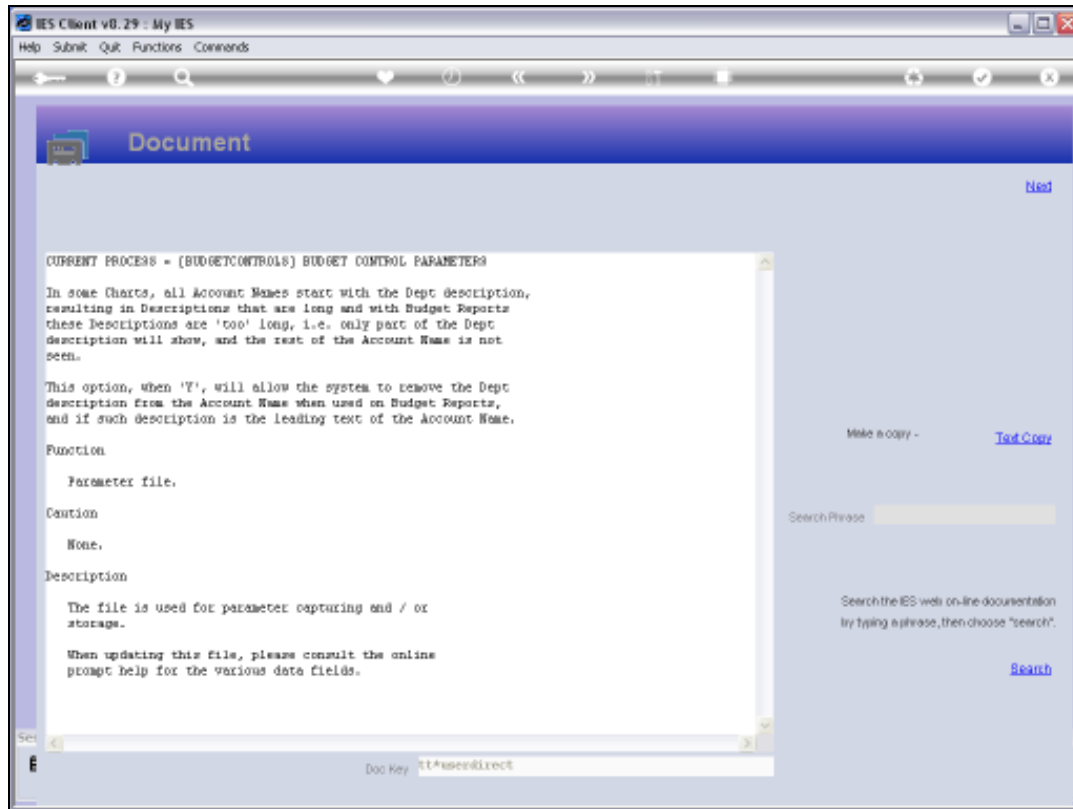 IES Client v8.29 : My IES
Help Submit Quit Functions Commands
Document
Next
CURRENT PROCESS = [BUDGETCONTROLS] BUDGET CONTROL PARAMETERS
In some Charts, all Account Names start with the Dept description,
resulting in Descriptions that are long and with Budget Reports
these Descriptions are 'too' long, i.e. only part of the Dept
description will show, and the rest of the Account Name is not
seen.
This option, when 'Y', will allow the system to remove the Dept
description from the Account Name when used on Budget Reports,
and if such description is the leading text of the Account Name.
Function
Parameter file.
Caution
None.
Description
The file is used for parameter capturing and / or
storage.
When updating this file, please consult the online
prompt help for the various data fields.
Make a copy -
Text Copy
Search Phrase
Search the IES web on-line documentation
by typing a phrase, then choose "search".
Search
Doc Key tt*userdirect